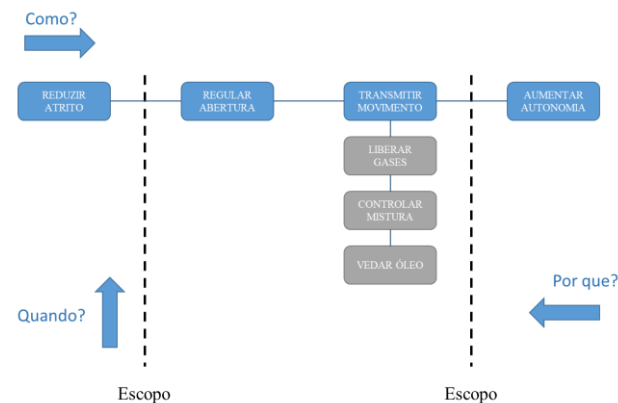 Como?
REDUZIR
ATRITO
REGULAR
ABERTURA
TRANSMITIR
MOVIMENTO
AUMENTAR
AUTONOMIA
LIBERAR
GASES
CONTROLAR
MISTURA
VEDAR ÓLEO
Quando?
Por que?
Escopo
Escopo